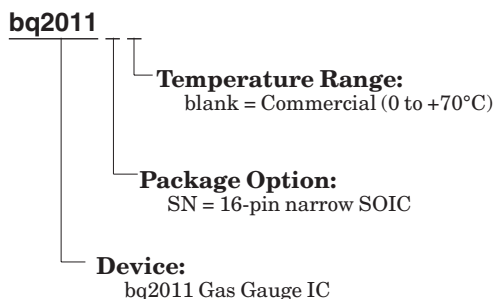 bq2011
Temperature Range:
blank = Commercial (0 to +70°C)
Package Option:
SN = 16-pin narrow SOIC
Device:
bq2011 Gas Gauge IC